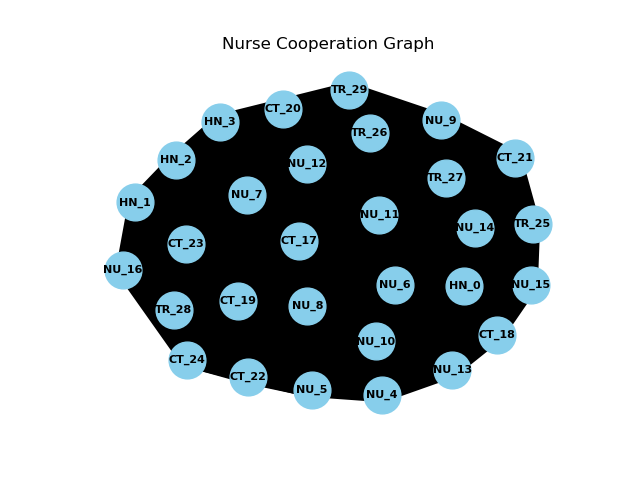 Nurse Cooperation Graph
TR_29
CT_20
HN_3
NU_9
TR_26
CT_21
HN_2
NU_12
TR_27
NU_7
HN_1
NU_11
TR_25
NU_14
CT_17
CT_23
NU_16
NU_6
HN_0
NU_15
CT_19
NU_8
TR_28
CT_18
NU_10
CT_24
NU_13
CT_22
NU_5
NU_4